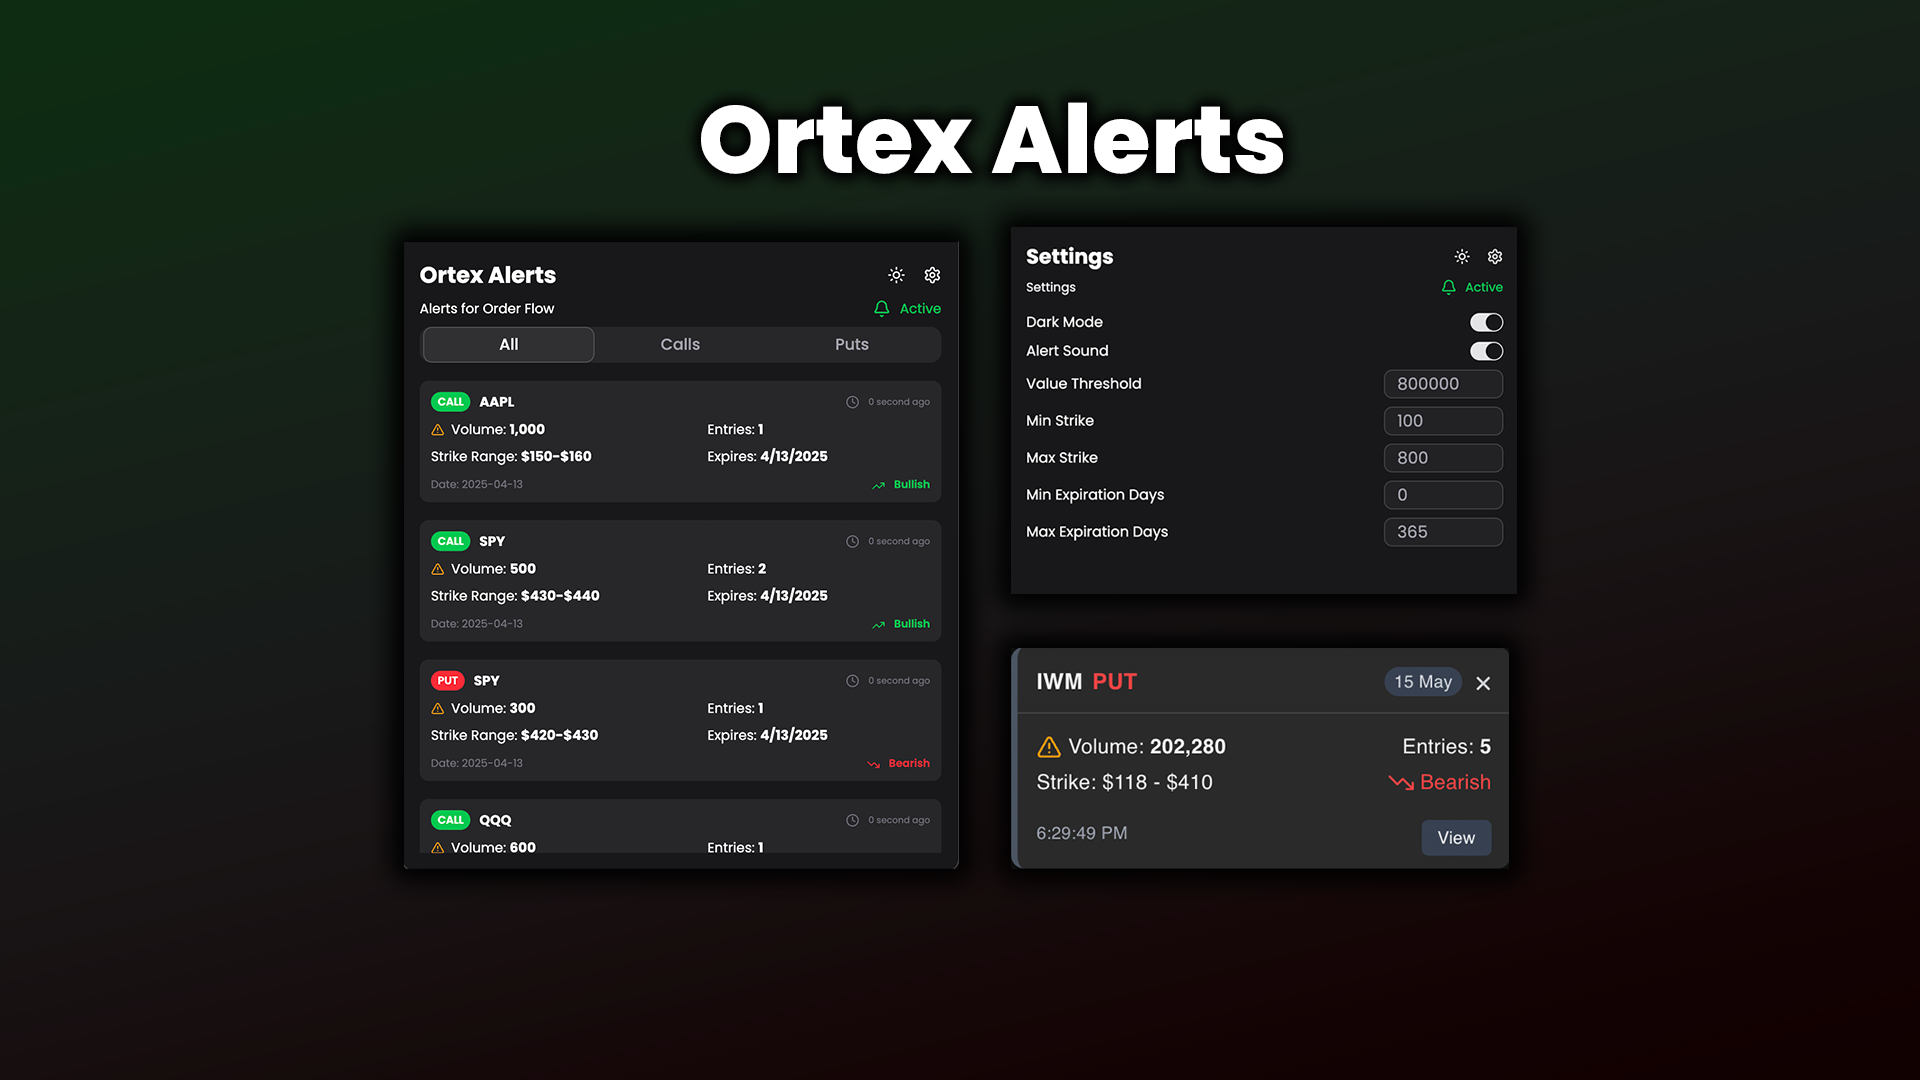 Ortex Alerts
Ortex Alerts
Alerts for Order Flow
Active
All Calls Puts
CALL AAPL 0 second ago
Volume: 1,000 Entries: 1
Strike Range: $150-$160 Expires: 4/13/2025
Date: 2025-04-13 Bullish
CALL SPY 0 second ago
Volume: 500 Entries: 2
Strike Range: $430-$440 Expires: 4/13/2025
Date: 2025-04-13 Bullish
PUT SPY 0 second ago
Volume: 300 Entries: 1
Strike Range: $420-$430 Expires: 4/13/2025
Date: 2025-04-13 Bearish
CALL QQQ 0 second ago
Volume: 600 Entries: 1
Settings
Settings Active
Dark Mode
Alert Sound
Value Threshold 800000
Min Strike 100
Max Strike 800
Min Expiration Days 0
Max Expiration Days 365
IWM PUT 15 May
Volume: 202,280 Entries: 5
Strike: $118 - $410 Bearish
6:29:49 PM View